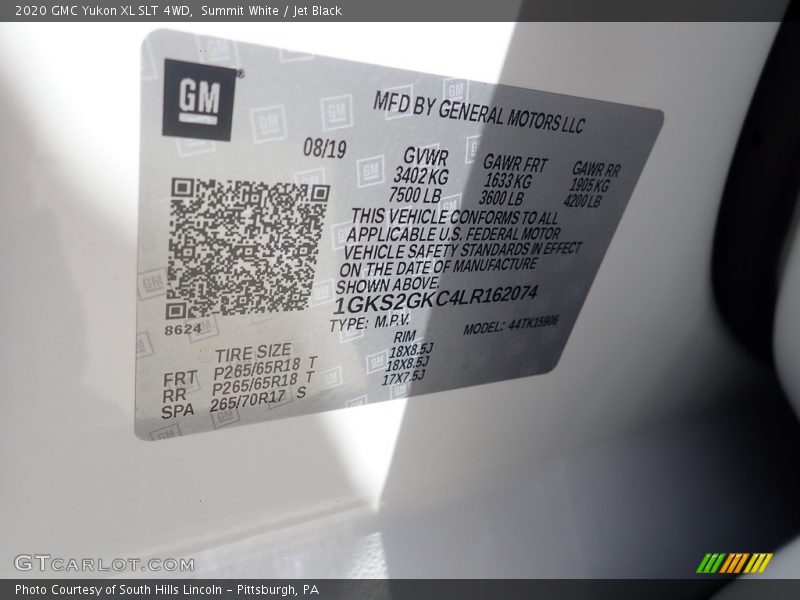 2020 GMC Yukon XL SLT 4WD, Summit White / Jet Black
GM
MFD BY GENERAL MOTORS LLC
08/19
GVWR GAWR FRT GAWR RR
3402 KG 1633 KG 1905 KG
7500 LB 3600 LB 4200 LB
THIS VEHICLE CONFORMS TO ALL
APPLICABLE U.S. FEDERAL MOTOR
VEHICLE SAFETY STANDARDS IN EFFECT
ON THE DATE OF MANUFACTURE
SHOWN ABOVE.
1GKS2GKC4LR162074
8624
TYPE: M.P.V. MODEL: 44TK15906
TIRE SIZE RIM
FRT P265/65R18 T 18X8.5J
RR P265/65R18 T 18X8.5J
SPA 265/70R17 S 17X7.5J
GTCARLOT.COM
Photo Courtesy of South Hills Lincoln – Pittsburgh, PA